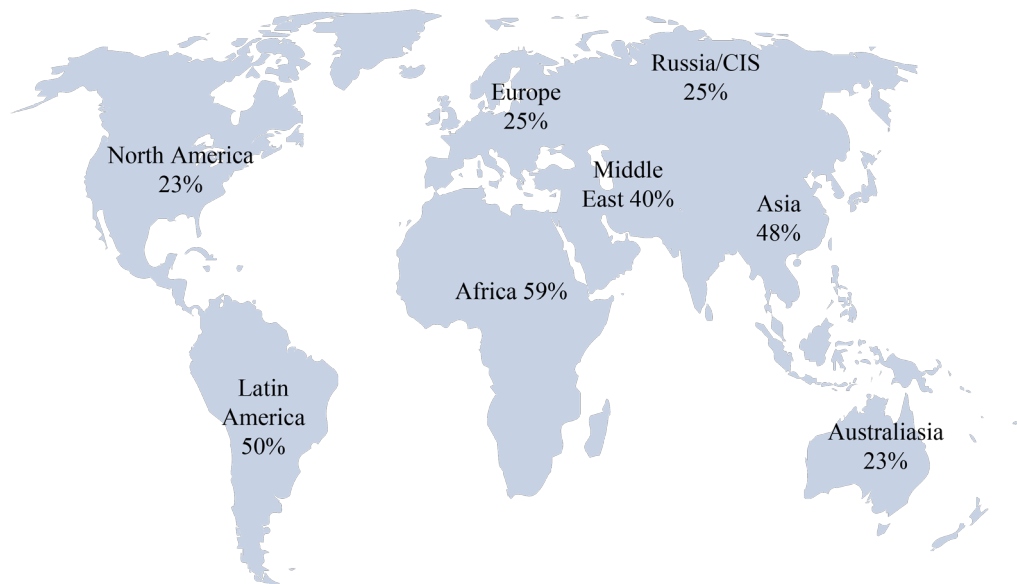 Russia/CIS
25%
Europe
25%
North America
23%
Middle
East 40%
Asia
48%
Africa 59%
Latin
America
50%
Australiasia
23%